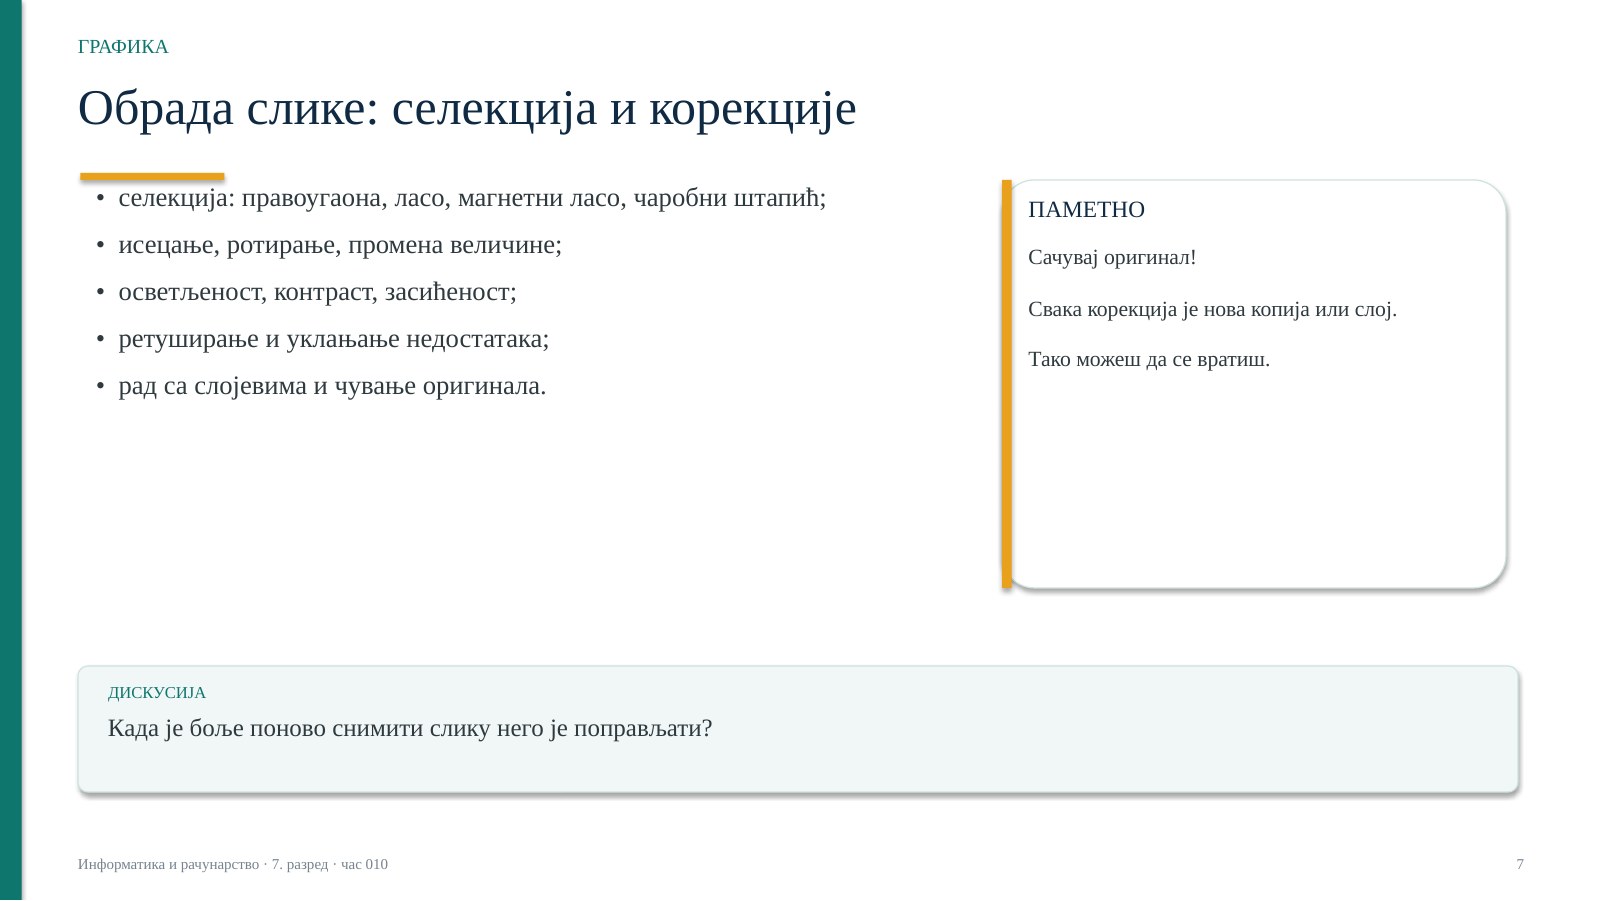 ГРАФИКА
Обрада слике: селекција и корекције
• селекција: правоугаона, ласо, магнетни ласо, чаробни штапић;
• исецање, ротирање, промена величине;
• осветљеност, контраст, засићеност;
• ретуширање и уклањање недостатака;
• рад са слојевима и чување оригинала.
ПАМЕТНО
Сачувај оригинал!
Свака корекција је нова копија или слој.
Тако можеш да се вратиш.
ДИСКУСИЈА
Када је боље поново снимити слику него је поправљати?
Информатика и рачунарство · 7. разред · час 010
7